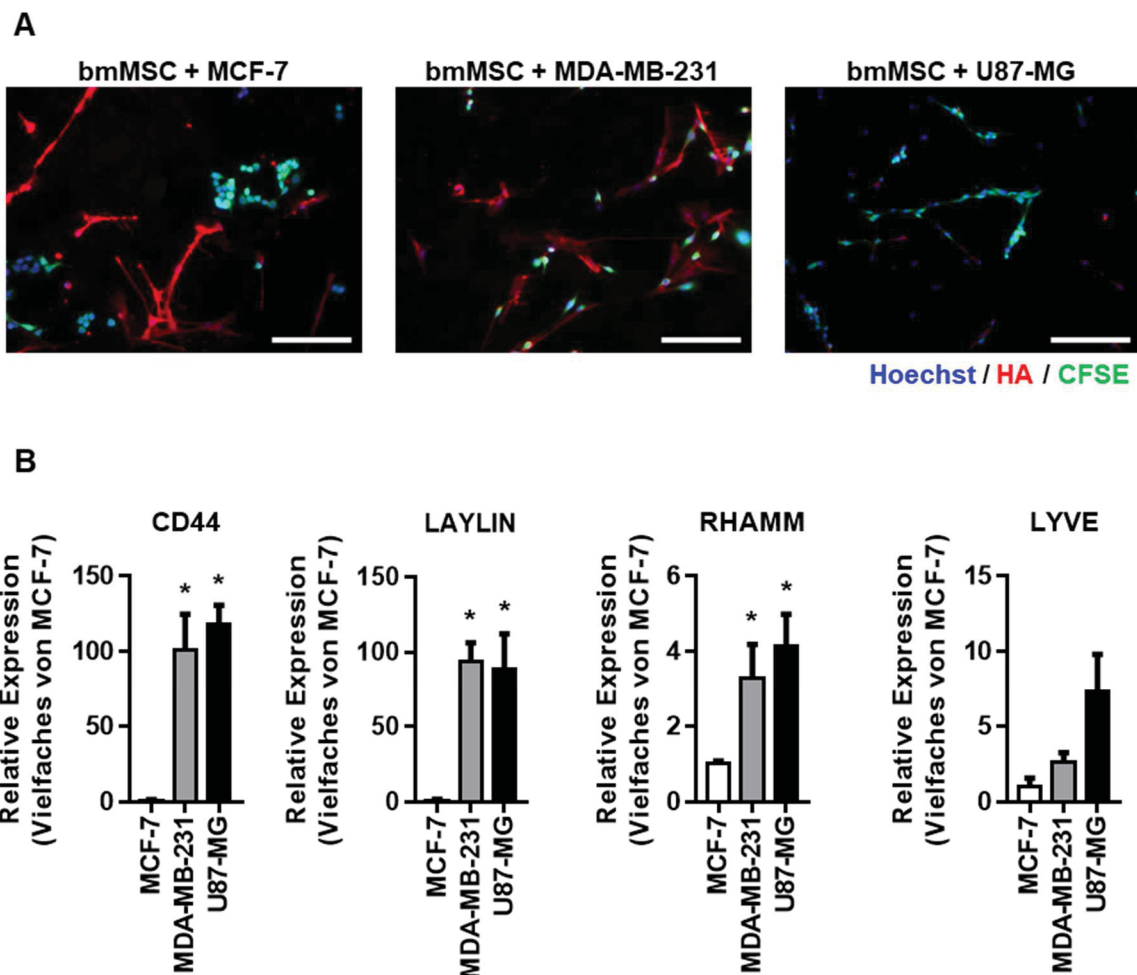 A
bmMSC + MCF-7
bmMSC + MDA-MB-231
bmMSC + U87-MG
Hoechst / HA / CFSE
B
CD44
Relative Expression
(Vielfaches von MCF-7)
150
100
50
0
*
*
MCF-7
MDA-MB-231
U87-MG
LAYLIN
Relative Expression
(Vielfaches von MCF-7)
150
100
50
0
*
*
MCF-7
MDA-MB-231
U87-MG
RHAMM
Relative Expression
(Vielfaches von MCF-7)
6
4
2
0
*
*
MCF-7
MDA-MB-231
U87-MG
LYVE
Relative Expression
(Vielfaches von MCF-7)
15
10
5
0
MCF-7
MDA-MB-231
U87-MG